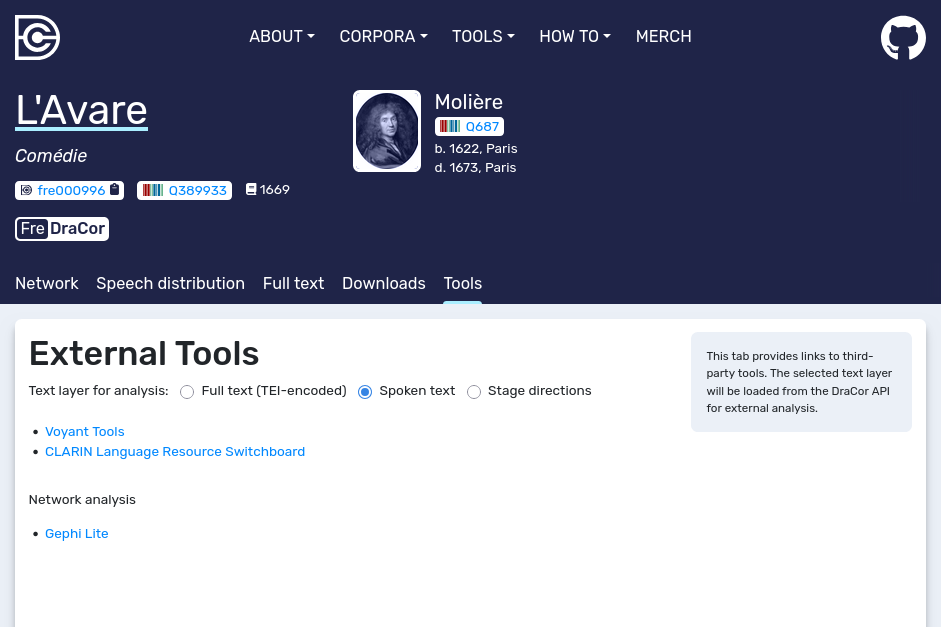 ABOUT CORPORA TOOLS HOW TO MERCH
L'Avare
Comédie
fre000996 Q389933 1669
Fre DraCor
Molière
Q687
b. 1622, Paris
d. 1673, Paris
Network Speech distribution Full text Downloads Tools
External Tools
Text layer for analysis: Full text (TEI-encoded) Spoken text Stage directions
• Voyant Tools
• CLARIN Language Resource Switchboard
Network analysis
• Gephi Lite
This tab provides links to third-
party tools. The selected text layer
will be loaded from the DraCor API
for external analysis.